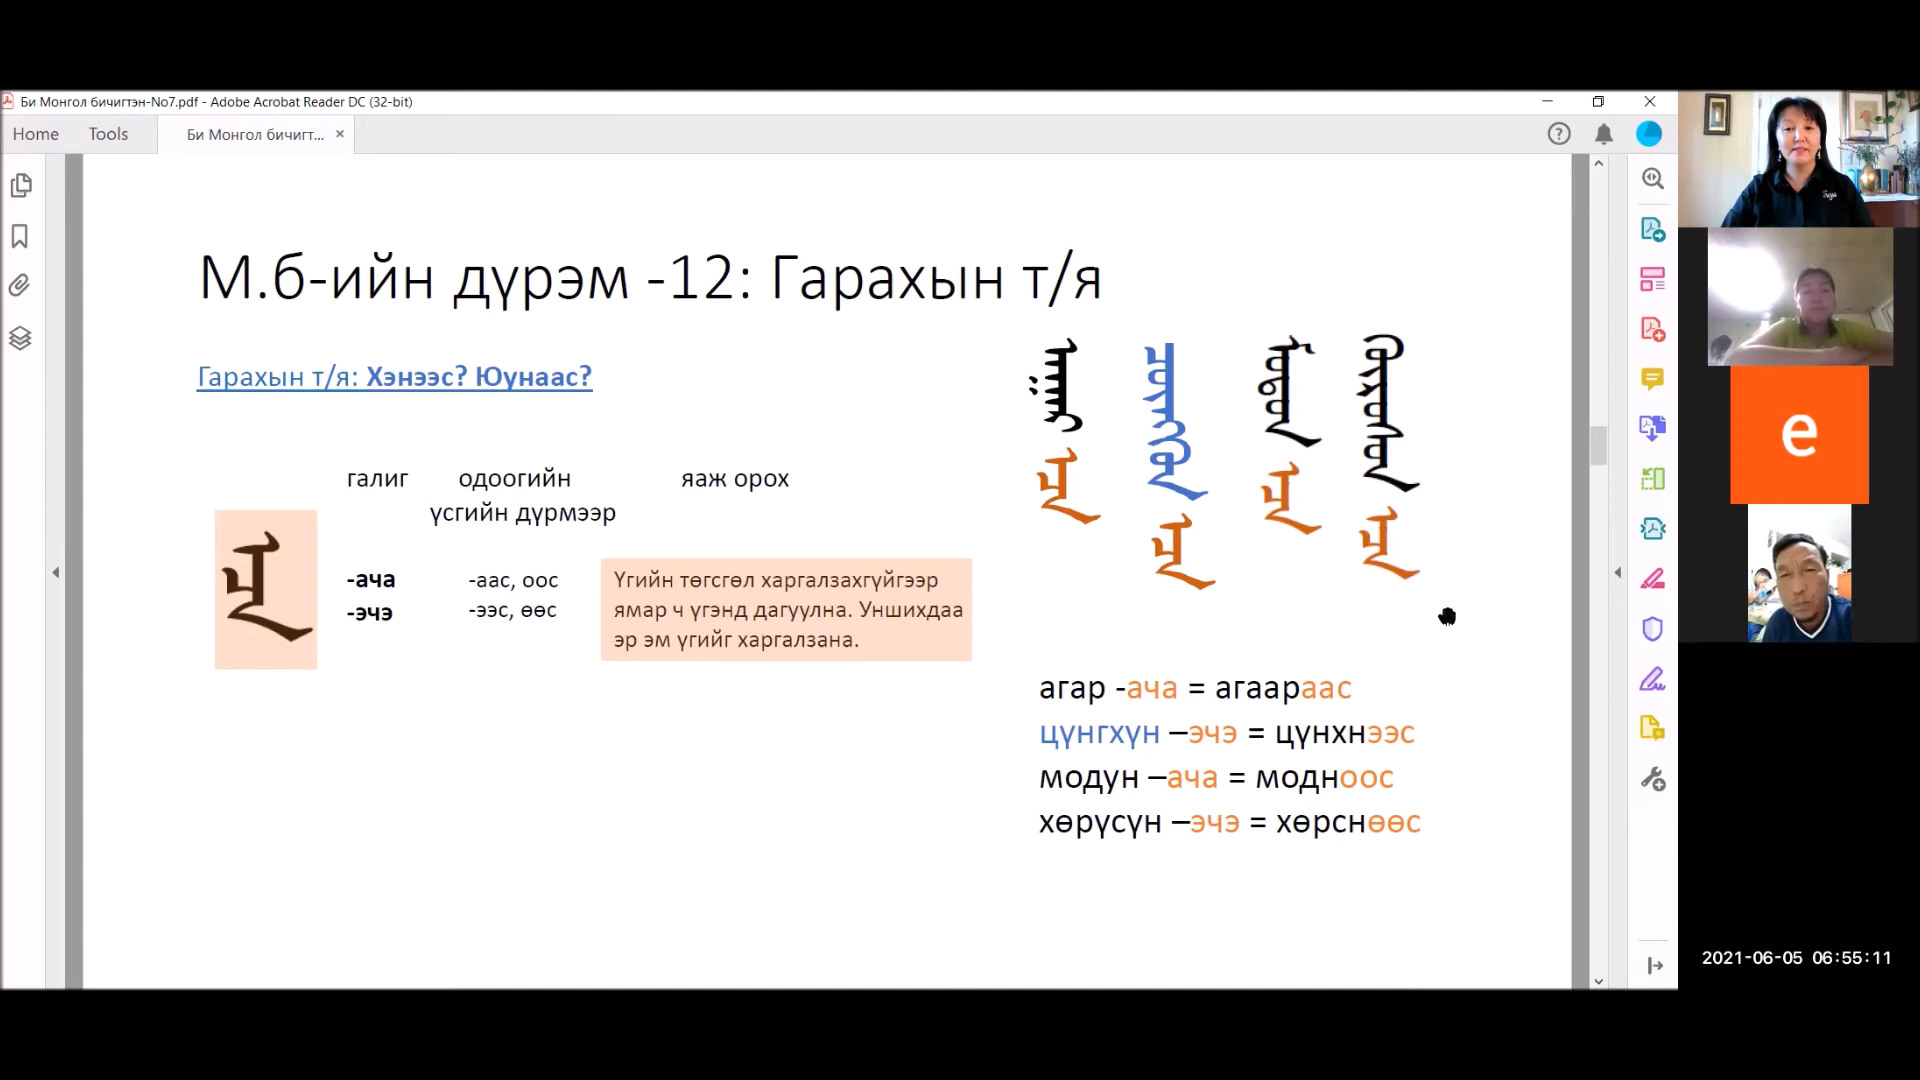 Би Монгол бичигтэн-No7.pdf - Adobe Acrobat Reader DC (32-bit)
Home Tools Би Монгол бичигт... ×
М.б-ийн дүрэм -12: Гарахын т/я
Гарахын т/я: Хэнээс? Юунаас?
галиг одоогийн яаж орох
үсгийн дүрмээр
-ача -аас, оос
-эчэ -ээс, өөс
Үгийн төгсгөл харгалзахгүйгээр
ямар ч үгэнд дагуулна. Уншихдаа
эр эм үгийг харгалзана.
агар -ача = агаараас
цүнгхүн –эчэ = цүнхнээс
модун –ача = модноос
хөрүсүн –эчэ = хөрснөөс
e
2021-06-05 06:55:11